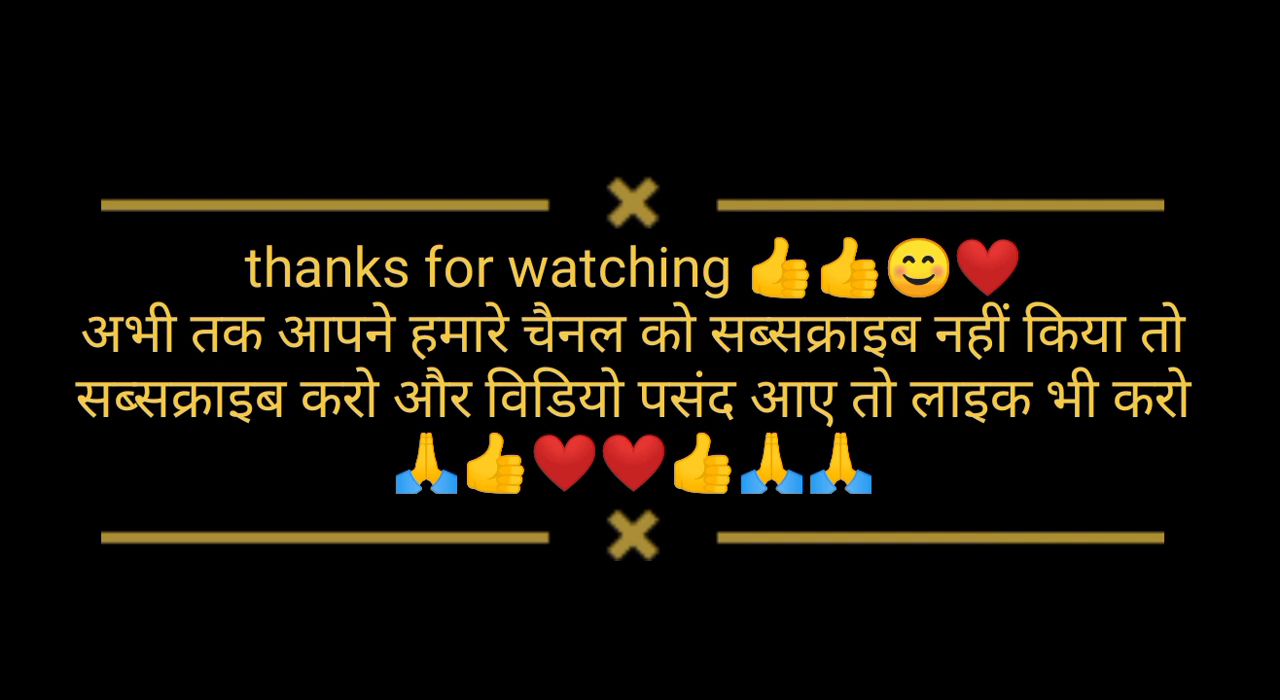 thanks for watching 👍👍😊❤️
अभी तक आपने हमारे चैनल को सब्सक्राइब नहीं किया तो
सब्सक्राइब करो और विडियो पसंद आए तो लाइक भी करो
🙏👍❤️❤️👍🙏🙏